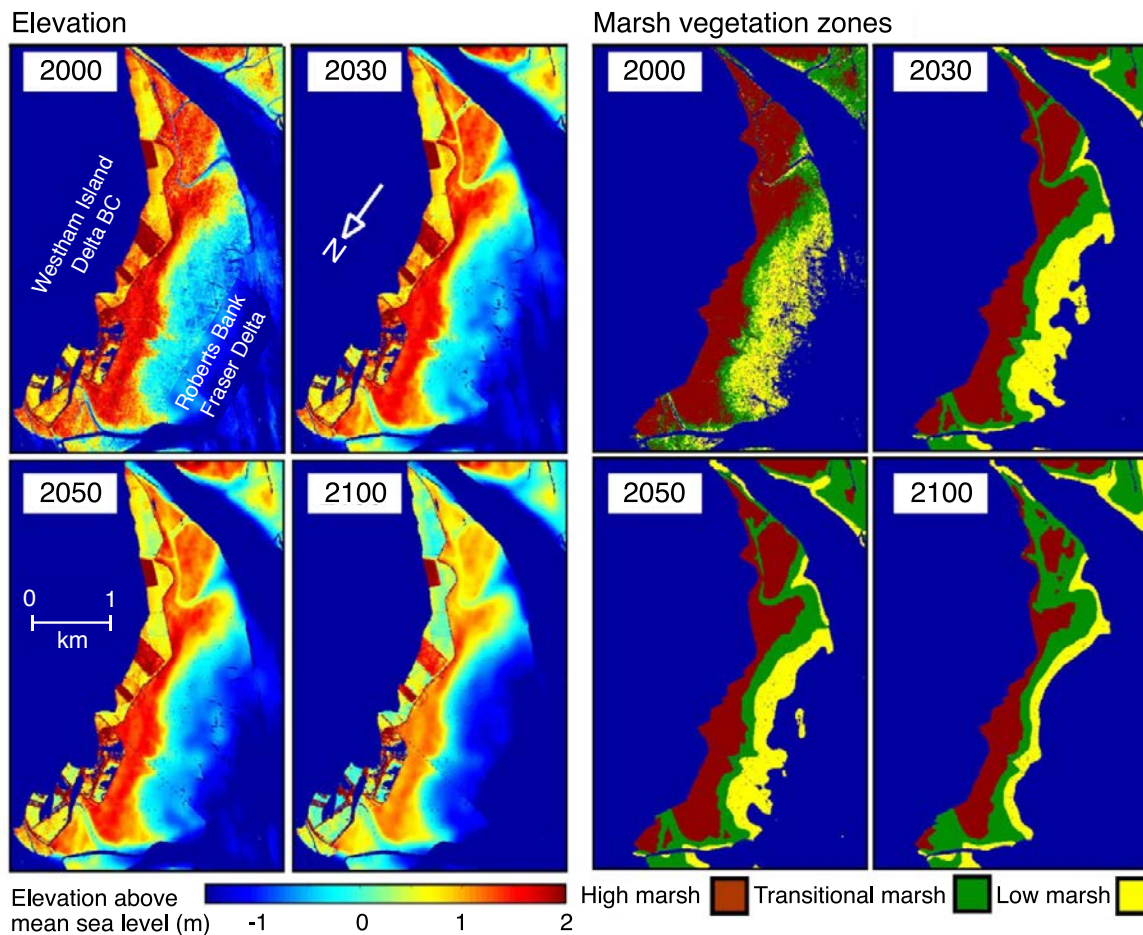 Elevation
Marsh vegetation zones
2000
2030
2000
2030
Westham Island
Delta BC
N
Roberts Bank
Fraser Delta
2050
2100
2050
2100
0 1
km
Elevation above
mean sea level (m)
-1 0 1 2
High marsh
Transitional marsh
Low marsh